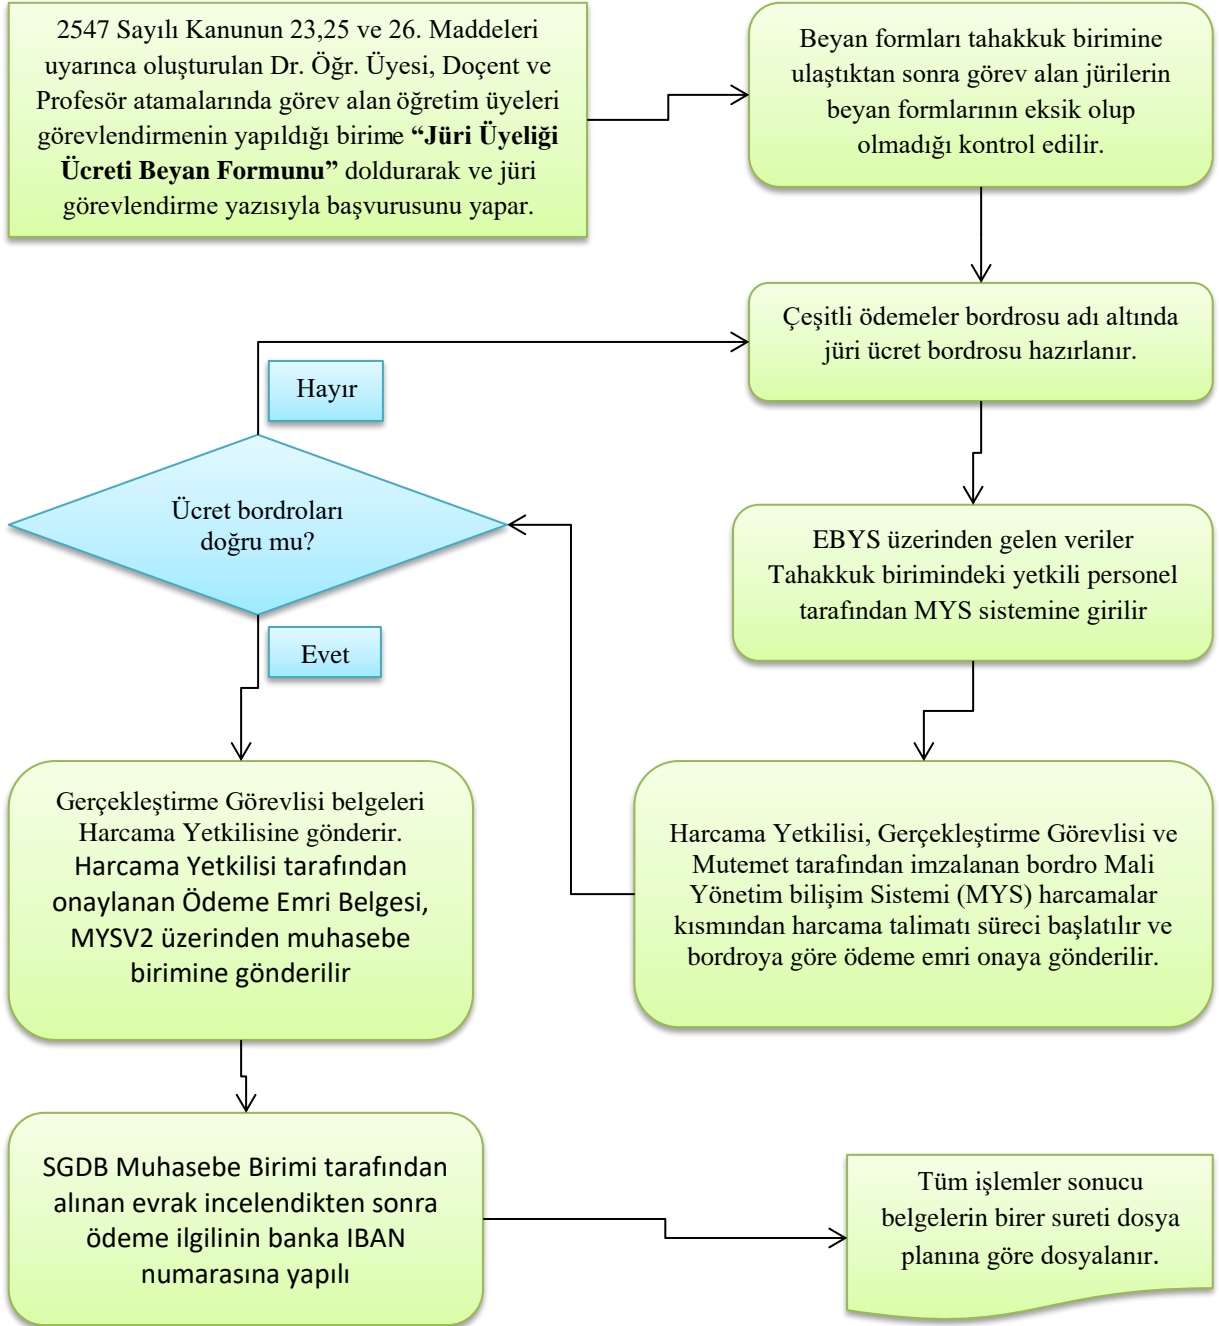 2547 Sayılı Kanunun 23,25 ve 26. Maddeleri
uyarınca oluşturulan Dr. Öğr. Üyesi, Doçent ve
Profesör atamalarında görev alan öğretim üyeleri
görevlendirmenin yapıldığı birime “Jüri Üyeliği
Ücreti Beyan Formunu” doldurarak ve jüri
görevlendirme yazısıyla başvurusunu yapar.
Beyan formları tahakkuk birimine
ulaştıktan sonra görev alan jürilerin
beyan formlarının eksik olup
olmadığı kontrol edilir.
Çeşitli ödemeler bordrosu adı altında
jüri ücret bordrosu hazırlanır.
Hayır
Ücret bordroları
doğru mu?
EBYS üzerinden gelen veriler
Tahakkuk birimindeki yetkili personel
tarafından MYS sistemine girilir
Evet
Gerçekleştirme Görevlisi belgeleri
Harcama Yetkilisine gönderir.
Harcama Yetkilisi tarafından
onaylanan Ödeme Emri Belgesi,
MYSV2 üzerinden muhasebe
birimine gönderilir
Harcama Yetkilisi, Gerçekleştirme Görevlisi ve
Mutemet tarafından imzalanan bordro Mali
Yönetim bilişim Sistemi (MYS) harcamalar
kısmından harcama talimatı süreci başlatılır ve
bordroya göre ödeme emri onaya gönderilir.
SGDB Muhasebe Birimi tarafından
alınan evrak incelendikten sonra
ödeme ilgilinin banka IBAN
numarasına yapılı
Tüm işlemler sonucu
belgelerin birer sureti dosya
planına göre dosyalanır.